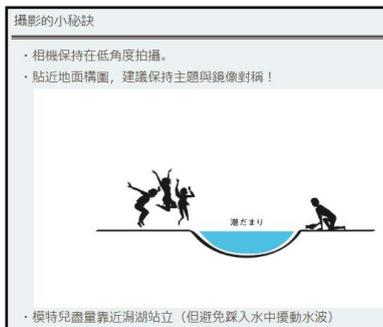 攝影的小秘訣
・相機保持在低角度拍攝。
・貼近地面構圖，建議保持主題與鏡像對稱！
潮だまり
・模特兒盡量靠近潟湖站立（但避免踩入水中擾動水波）